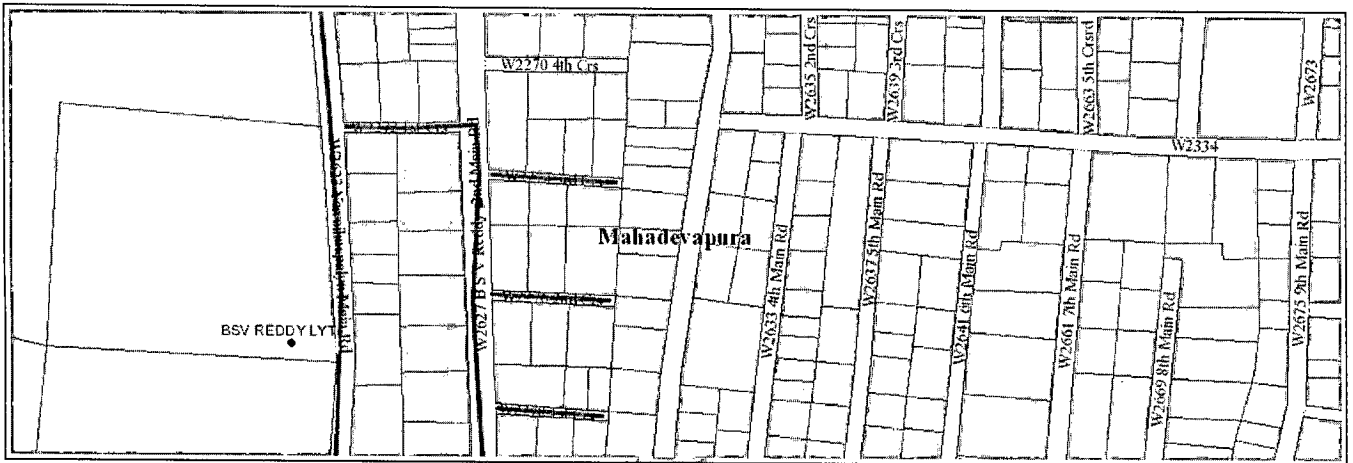 W2270 4th Crs
W2635 2nd Crs
W2639 3rd Crs
W2663 5th Crsrd
W2673
W2334
Mahadevapura
W2627 B S V Reddy 2nd Main Rd
W2633 4th Main Rd
W2637 5th Main Rd
W2641 6th Main Rd
W2661 7th Main Rd
W2669 8th Main Rd
W2675 9th Main Rd
BSV REDDY LYT